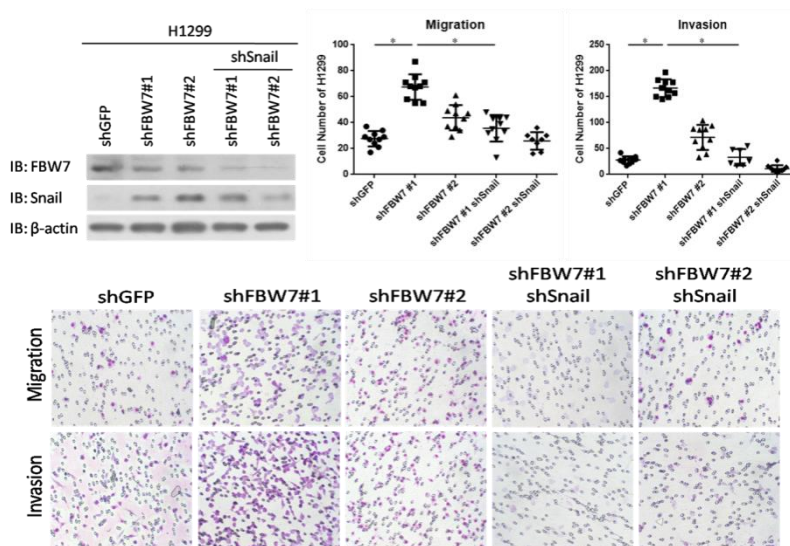 H1299
shSnail
shGFP
shFBW7#1
shFBW7#2
shFBW7#1
shFBW7#2
IB: FBW7
IB: Snail
IB: β-actin
Migration
Cell Number of H1299
100
80
60
40
20
0
*
*
shGFP
shFBW7 #1
shFBW7 #2
shFBW7 #1 shSnail
shFBW7 #2 shSnail
Invasion
Cell Number of H1299
250
200
150
100
50
0
*
*
shGFP
shFBW7 #1
shFBW7 #2
shFBW7 #1 shSnail
shFBW7 #2 shSnail
shGFP
shFBW7#1
shFBW7#2
shFBW7#1
shSnail
shFBW7#2
shSnail
Migration
Invasion